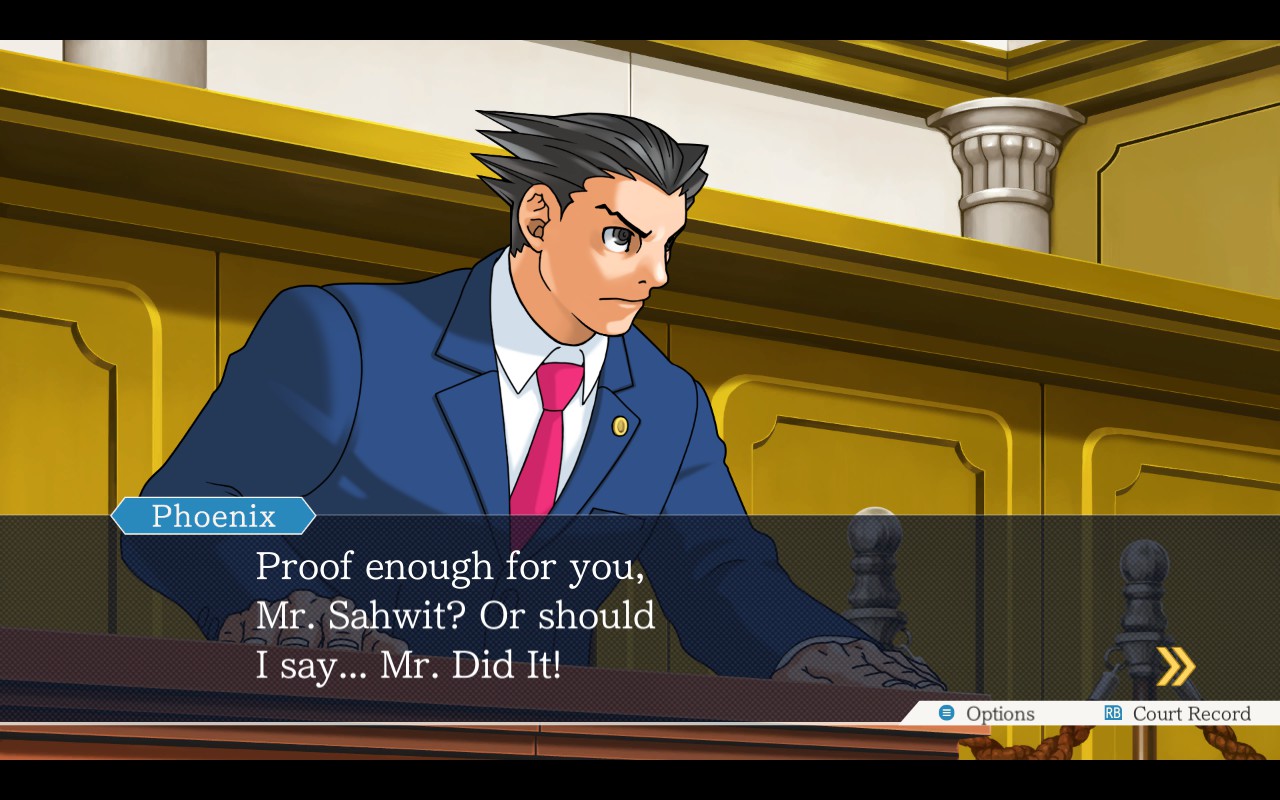 Phoenix
Proof enough for you,
Mr. Sahwit? Or should
I say... Mr. Did It!
Options
RB Court Record